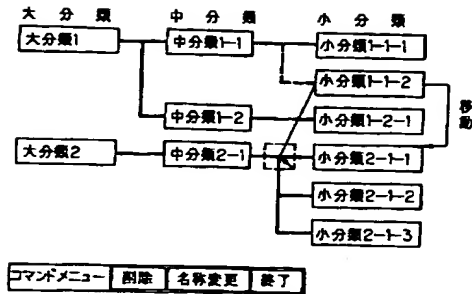 大分類 中分類 小分類
大分類1 中分類1-1 小分類1-1-1
小分類1-1-2
移動
中分類1-2 小分類1-2-1
大分類2 中分類2-1 小分類2-1-1
小分類2-1-2
小分類2-1-3
コマンドメニュー 削除 名称変更 終了